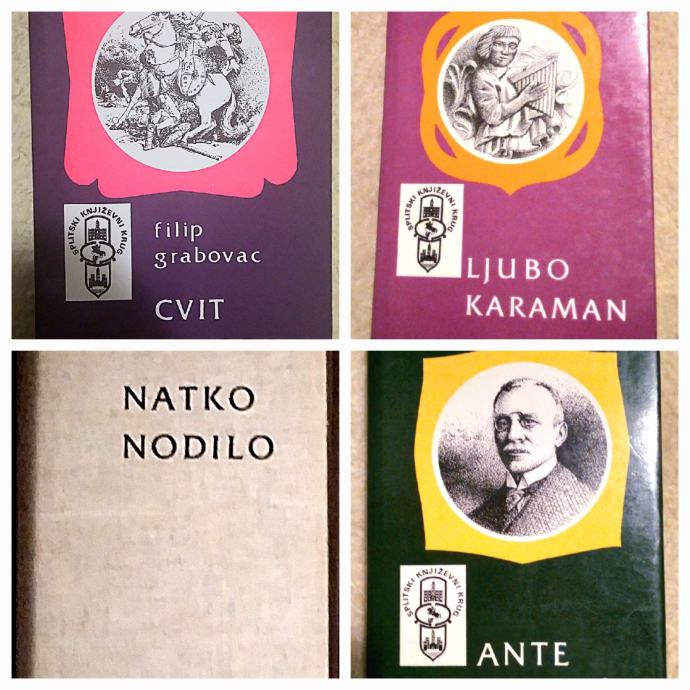 SPLITSKI KNJIŽEVNI KRUG
filip
grabovac
CVIT
SPLITSKI KNJIŽEVNI KRUG
LJUBO
KARAMAN
NATKO
NODILO
SPLITSKI KNJIŽEVNI KRUG
ANTE